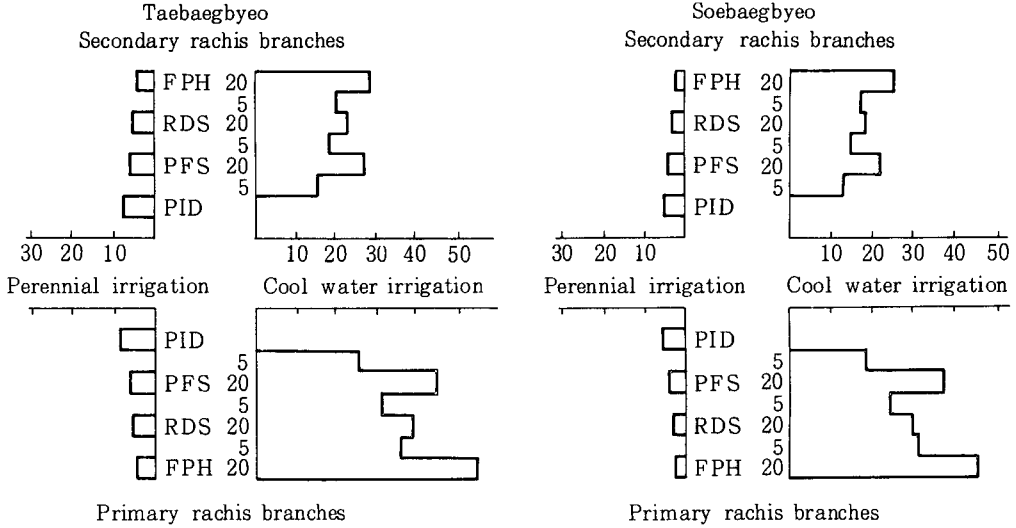 Taebaegbyeo
Secondary rachis branches
FPH 20
5
RDS 20
5
PFS 20
5
PID
30 20 10
10 20 30 40 50
Perennial irrigation
Cool water irrigation
PID
5
PFS 20
5
RDS 20
5
FPH 20
Primary rachis branches
Soebaegbyeo
Secondary rachis branches
FPH 20
5
RDS 20
5
PFS 20
5
PID
30 20 10
10 20 30 40 50
Perennial irrigation
Cool water irrigation
PID
5
PFS 20
5
RDS 20
5
FPH 20
Primary rachis branches